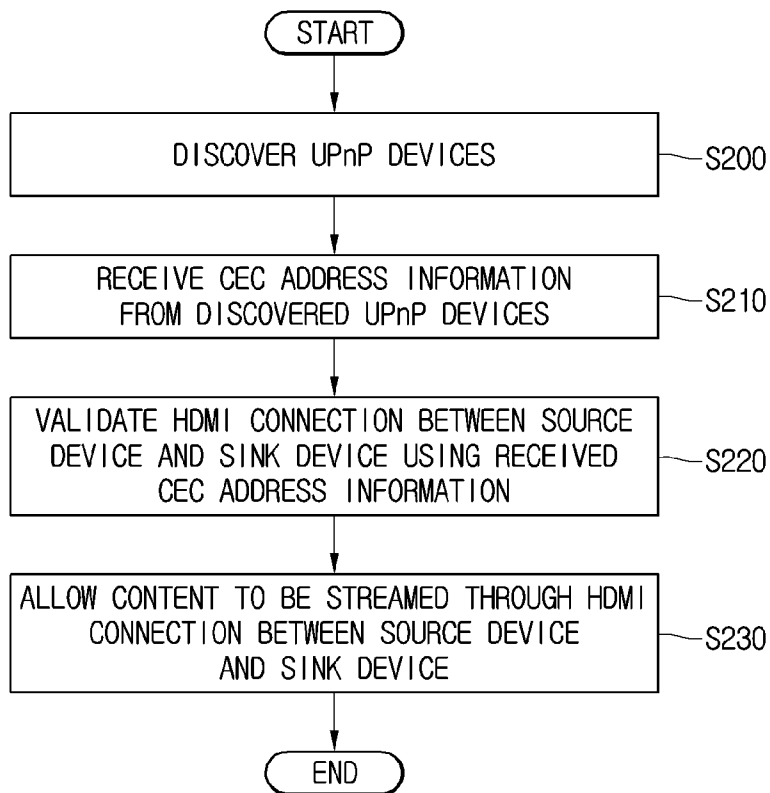 START
DISCOVER UPnP DEVICES
S200
RECEIVE CEC ADDRESS INFORMATION
FROM DISCOVERED UPnP DEVICES
S210
VALIDATE HDMI CONNECTION BETWEEN SOURCE
DEVICE AND SINK DEVICE USING RECEIVED
CEC ADDRESS INFORMATION
S220
ALLOW CONTENT TO BE STREAMED THROUGH HDMI
CONNECTION BETWEEN SOURCE DEVICE
AND SINK DEVICE
S230
END